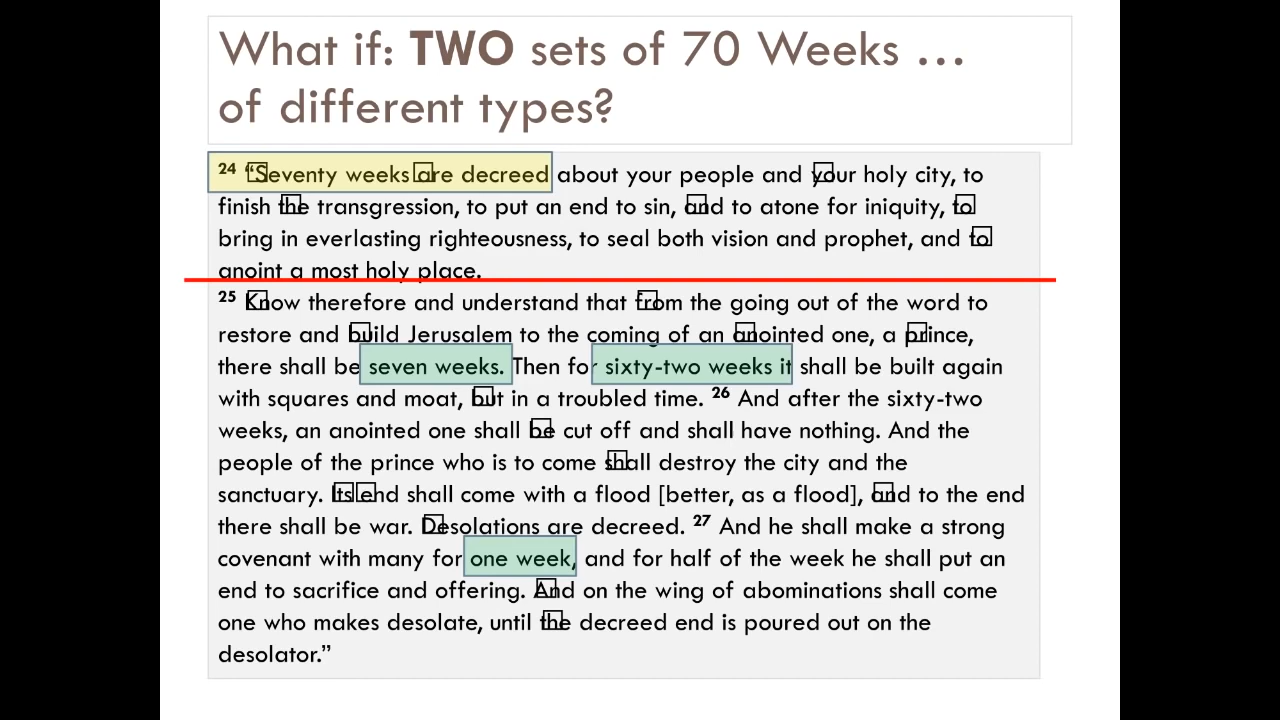 What if: TWO sets of 70 Weeks …
of different types?
24 “Seventy weeks are decreed about your people and your holy city, to
finish the transgression, to put an end to sin, and to atone for iniquity, to
bring in everlasting righteousness, to seal both vision and prophet, and to
anoint a most holy place.
25 Know therefore and understand that from the going out of the word to
restore and build Jerusalem to the coming of an anointed one, a prince,
there shall be seven weeks. Then for sixty-two weeks it shall be built again
with squares and moat, but in a troubled time. 26 And after the sixty-two
weeks, an anointed one shall be cut off and shall have nothing. And the
people of the prince who is to come shall destroy the city and the
sanctuary. Its end shall come with a flood [better, as a flood], and to the end
there shall be war. Desolations are decreed. 27 And he shall make a strong
covenant with many for one week, and for half of the week he shall put an
end to sacrifice and offering. And on the wing of abominations shall come
one who makes desolate, until the decreed end is poured out on the
desolator.”